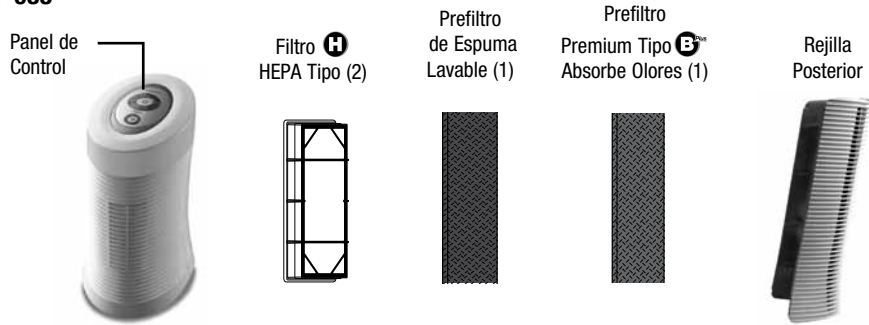 Panel de
Control
Filtro H
HEPA Tipo (2)
Prefiltro
de Espuma
Lavable (1)
Prefiltro
Premium Tipo B Plus
Absorbe Olores (1)
Rejilla
Posterior